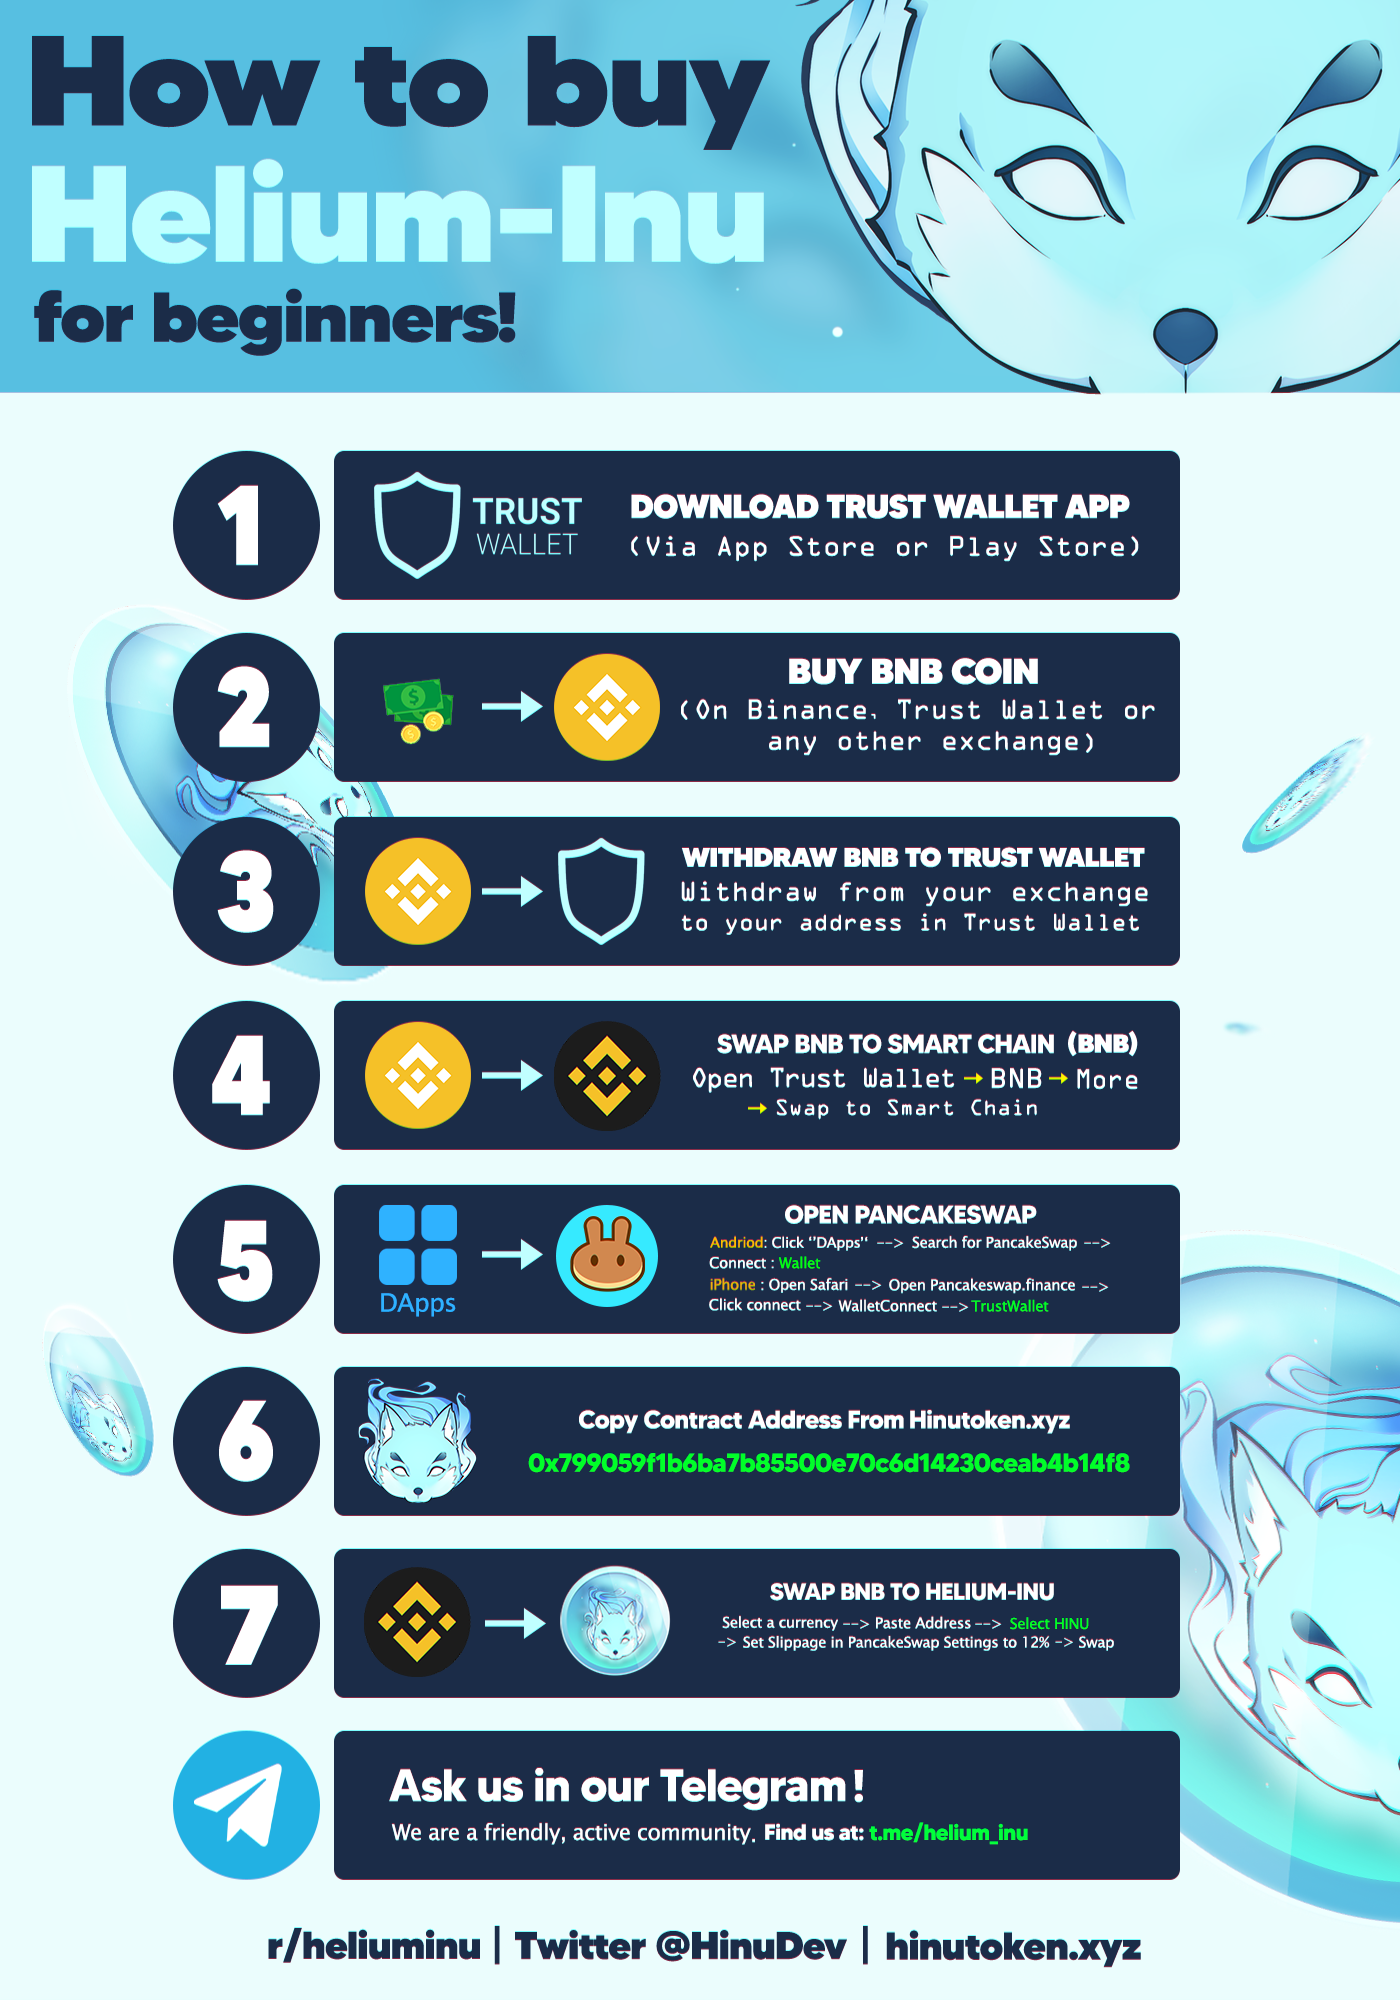 How to buy
Helium-Inu
for beginners!
1
TRUST
WALLET
DOWNLOAD TRUST WALLET APP
(Via App Store or Play Store)
2
BUY BNB COIN
(On Binance, Trust Wallet or
any other exchange)
3
WITHDRAW BNB TO TRUST WALLET
Withdraw from your exchange
to your address in Trust Wallet
4
SWAP BNB TO SMART CHAIN (BNB)
Open Trust Wallet → BNB → More
→ Swap to Smart Chain
5
DApps
OPEN PANCAKESWAP
Andriod: Click "DApps" --> Search for PancakeSwap -->
Connect : Wallet
iPhone : Open Safari --> Open Pancakeswap.finance -->
Click connect --> WalletConnect --> TrustWallet
6
Copy Contract Address From Hinutoken.xyz
0x799059f1b6ba7b85500e70c6d14230ceab4b14f8
7
SWAP BNB TO HELIUM-INU
Select a currency --> Paste Address --> Select HINU
-> Set Slippage in PancakeSwap Settings to 12% -> Swap
Ask us in our Telegram!
We are a friendly, active community. Find us at: t.me/helium_inu
r/heliuminu | Twitter @HinuDev | hinutoken.xyz